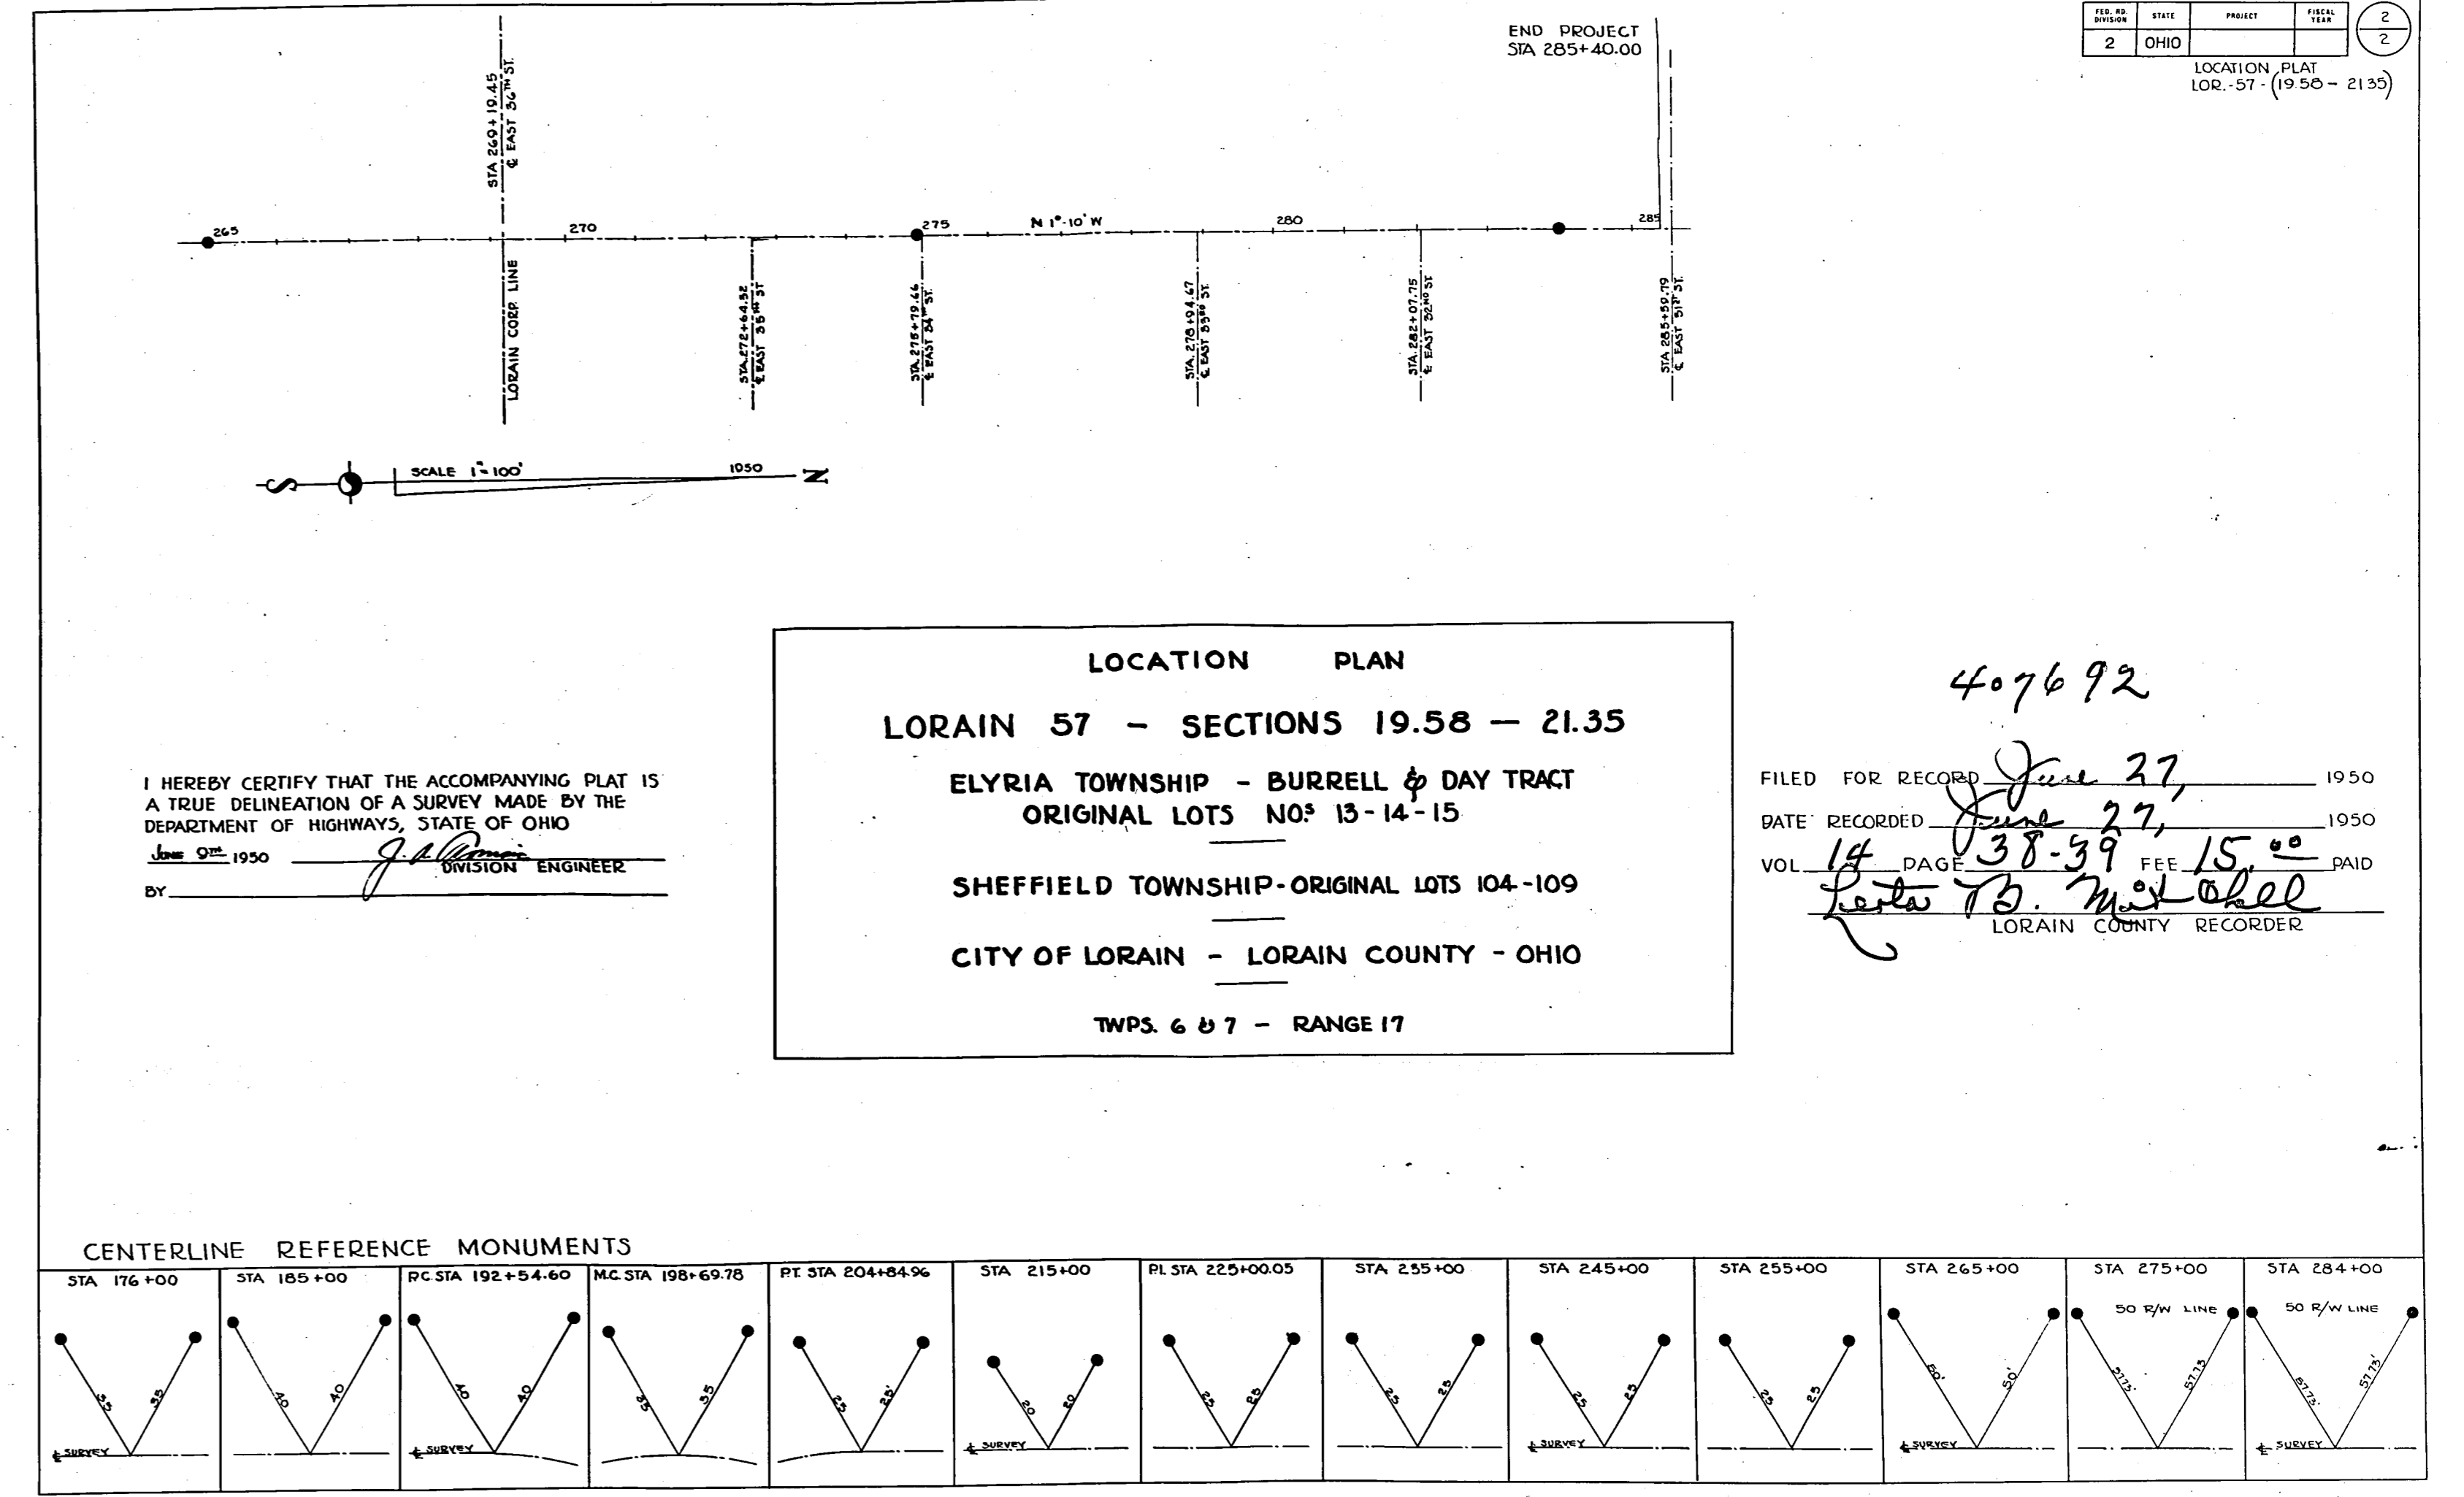 FED. RD. DIVISION STATE PROJECT FISCAL YEAR
2 OHIO
2
2
LOCATION PLAT
LOR.-57-(19.58 – 21.35)
END PROJECT
STA 285+40.00
STA 269+19.45
℄ EAST 36TH ST.
265
270
275
N 1°-10' W
280
285
LORAIN CORP. LINE
STA. 272+64.52
℄ EAST 35TH ST
STA. 275+79.66
℄ EAST 34TH ST.
STA. 278+94.67
℄ EAST 33RD ST.
STA. 282+07.75
℄ EAST 32ND ST
STA 285+59.79
℄ EAST 31ST ST.
S SCALE 1"=100' 1950 N
LOCATION PLAN
LORAIN 57 – SECTIONS 19.58 – 21.35
ELYRIA TOWNSHIP – BURRELL & DAY TRACT
ORIGINAL LOTS NOS 13-14-15
SHEFFIELD TOWNSHIP-ORIGINAL LOTS 104-109
CITY OF LORAIN – LORAIN COUNTY – OHIO
TWPS. 6 & 7 – RANGE 17
I HEREBY CERTIFY THAT THE ACCOMPANYING PLAT IS
A TRUE DELINEATION OF A SURVEY MADE BY THE
DEPARTMENT OF HIGHWAYS, STATE OF OHIO
JUNE 9TH 1950
DIVISION ENGINEER
BY
407692
FILED FOR RECORD June 27, 1950
DATE RECORDED June 27, 1950
VOL 14 PAGE 38-39 FEE 15.00 PAID
B. Mitchell
LORAIN COUNTY RECORDER
CENTERLINE REFERENCE MONUMENTS
STA 176+00
35 35
℄ SURVEY
STA 185+00
40 40
P.C. STA 192+54.60
40 40
℄ SURVEY
M.C. STA 198+69.78
35 35
P.T. STA 204+84.96
25 25'
STA 215+00
20 20
℄ SURVEY
P.I. STA 225+00.05
25 25
STA 235+00
25 25
STA 245+00
25 25
℄ SURVEY
STA 255+00
25 25
STA 265+00
50' 50'
℄ SURVEY
STA 275+00
50 R/W LINE
57.73' 57.73
STA 284+00
50 R/W LINE
57.73' 57.73'
℄ SURVEY